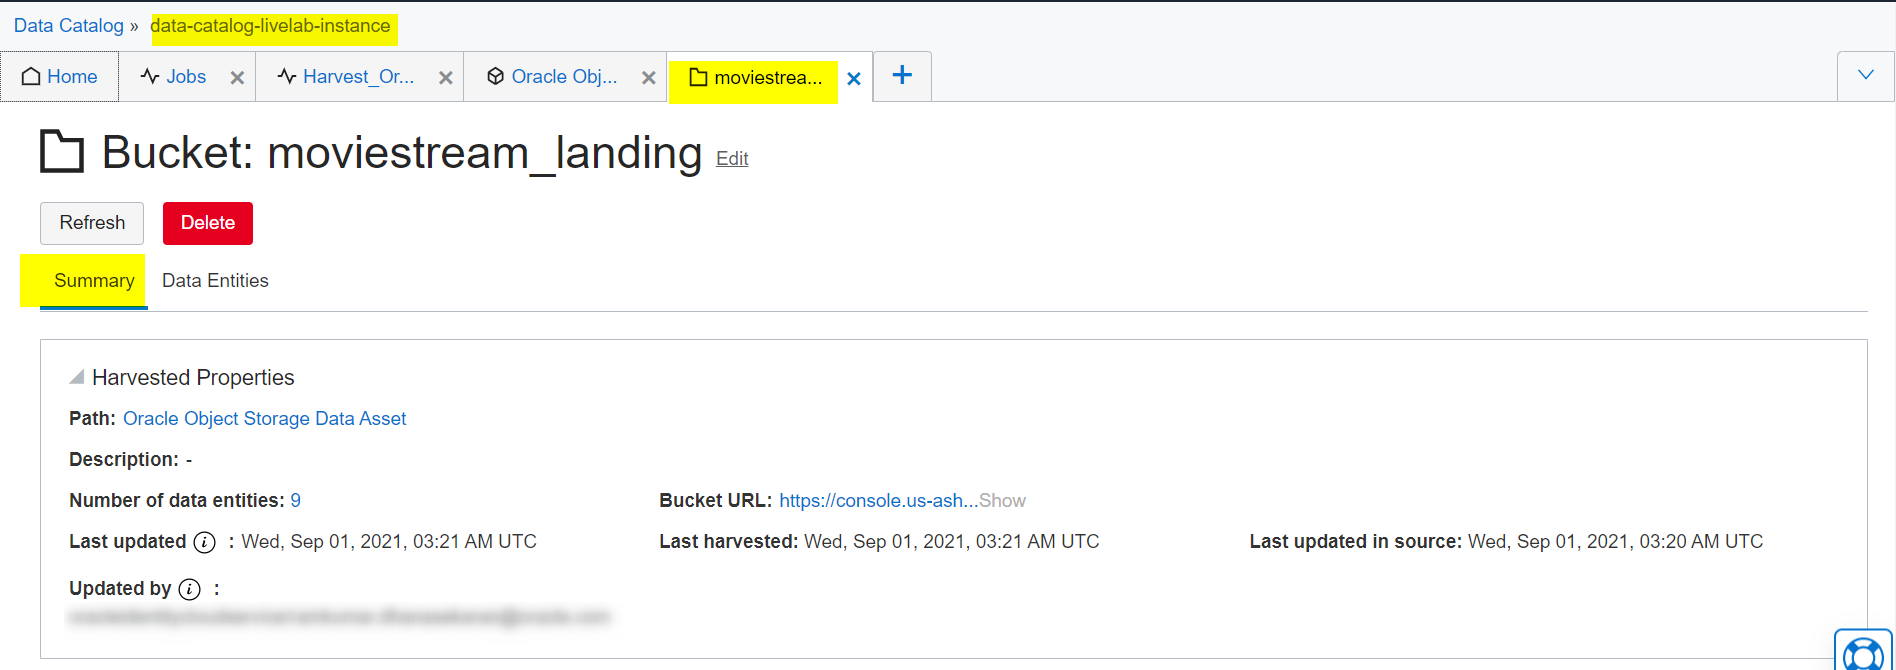 Data Catalog » data-catalog-livelab-instance
Home Jobs Harvest_Or... Oracle Obj... moviestrea...
Bucket: moviestream_landing Edit
Refresh Delete
Summary Data Entities
Harvested Properties
Path: Oracle Object Storage Data Asset
Description: -
Number of data entities: 9 Bucket URL: https://console.us-ash...Show
Last updated i : Wed, Sep 01, 2021, 03:21 AM UTC Last harvested: Wed, Sep 01, 2021, 03:21 AM UTC Last updated in source: Wed, Sep 01, 2021, 03:20 AM UTC
Updated by i :